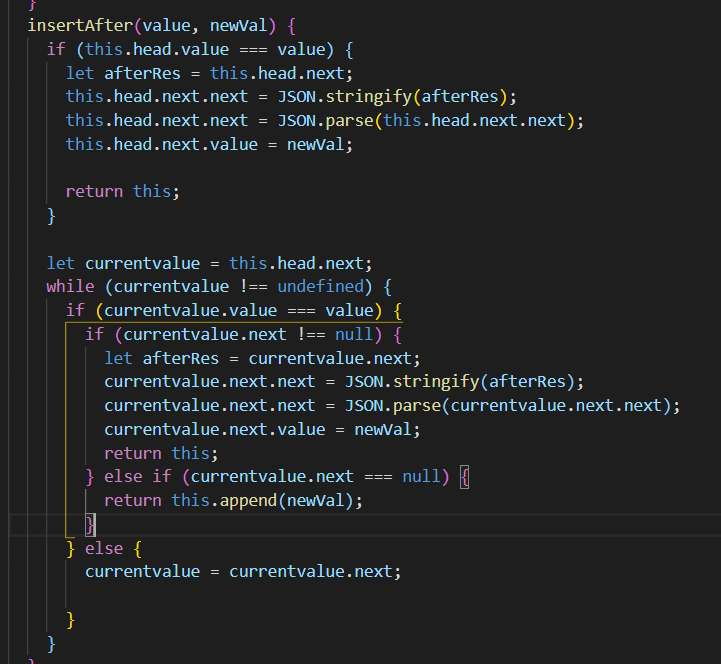 }
insertAfter(value, newVal) {
if (this.head.value === value) {
let afterRes = this.head.next;
this.head.next.next = JSON.stringify(afterRes);
this.head.next.next = JSON.parse(this.head.next.next);
this.head.next.value = newVal;
return this;
}
let currentvalue = this.head.next;
while (currentvalue !== undefined) {
if (currentvalue.value === value) {
if (currentvalue.next !== null) {
let afterRes = currentvalue.next;
currentvalue.next.next = JSON.stringify(afterRes);
currentvalue.next.next = JSON.parse(currentvalue.next.next);
currentvalue.next.value = newVal;
return this;
} else if (currentvalue.next === null) {
return this.append(newVal);
}
} else {
currentvalue = currentvalue.next;
}
}
}